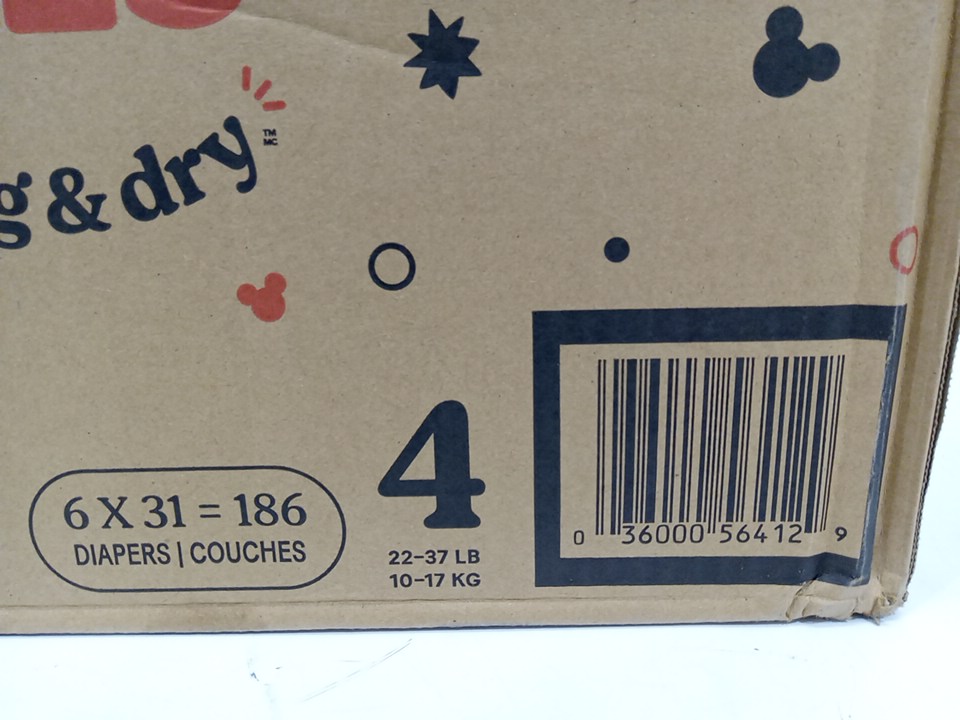 g & dry
TM
MC
6 X 31 = 186
DIAPERS | COUCHES
4
22-37 LB
10-17 KG
0 36000 56412 9